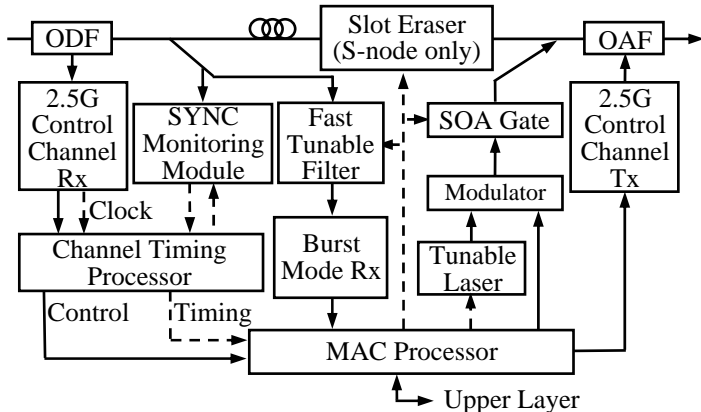 ODF
Slot Eraser
(S-node only)
OAF
2.5G
Control
Channel
Rx
SYNC
Monitoring
Module
Fast
Tunable
Filter
SOA Gate
2.5G
Control
Channel
Tx
Modulator
Clock
Channel Timing
Processor
Burst
Mode Rx
Tunable
Laser
Control
Timing
MAC Processor
Upper Layer